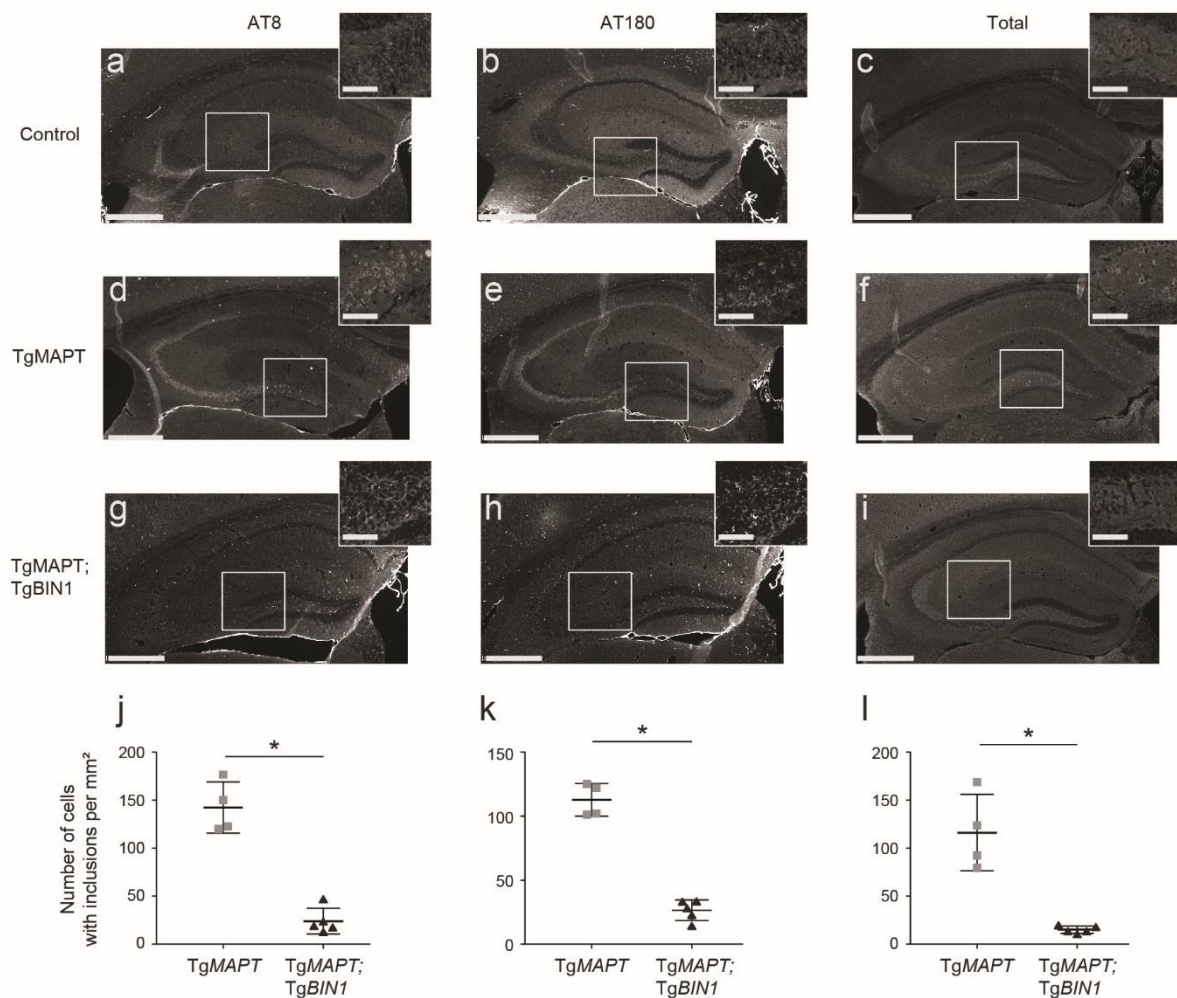 AT8
AT180
Total
Control
a
b
c
TgMAPT
d
e
f
TgMAPT;
TgBIN1
g
h
i
j
k
l
Number of cells
with inclusions per mm²
200
150
100
50
0
*
TgMAPT
TgMAPT;
TgBIN1
150
100
50
0
*
TgMAPT
TgMAPT;
TgBIN1
200
150
100
50
0
*
TgMAPT
TgMAPT;
TgBIN1